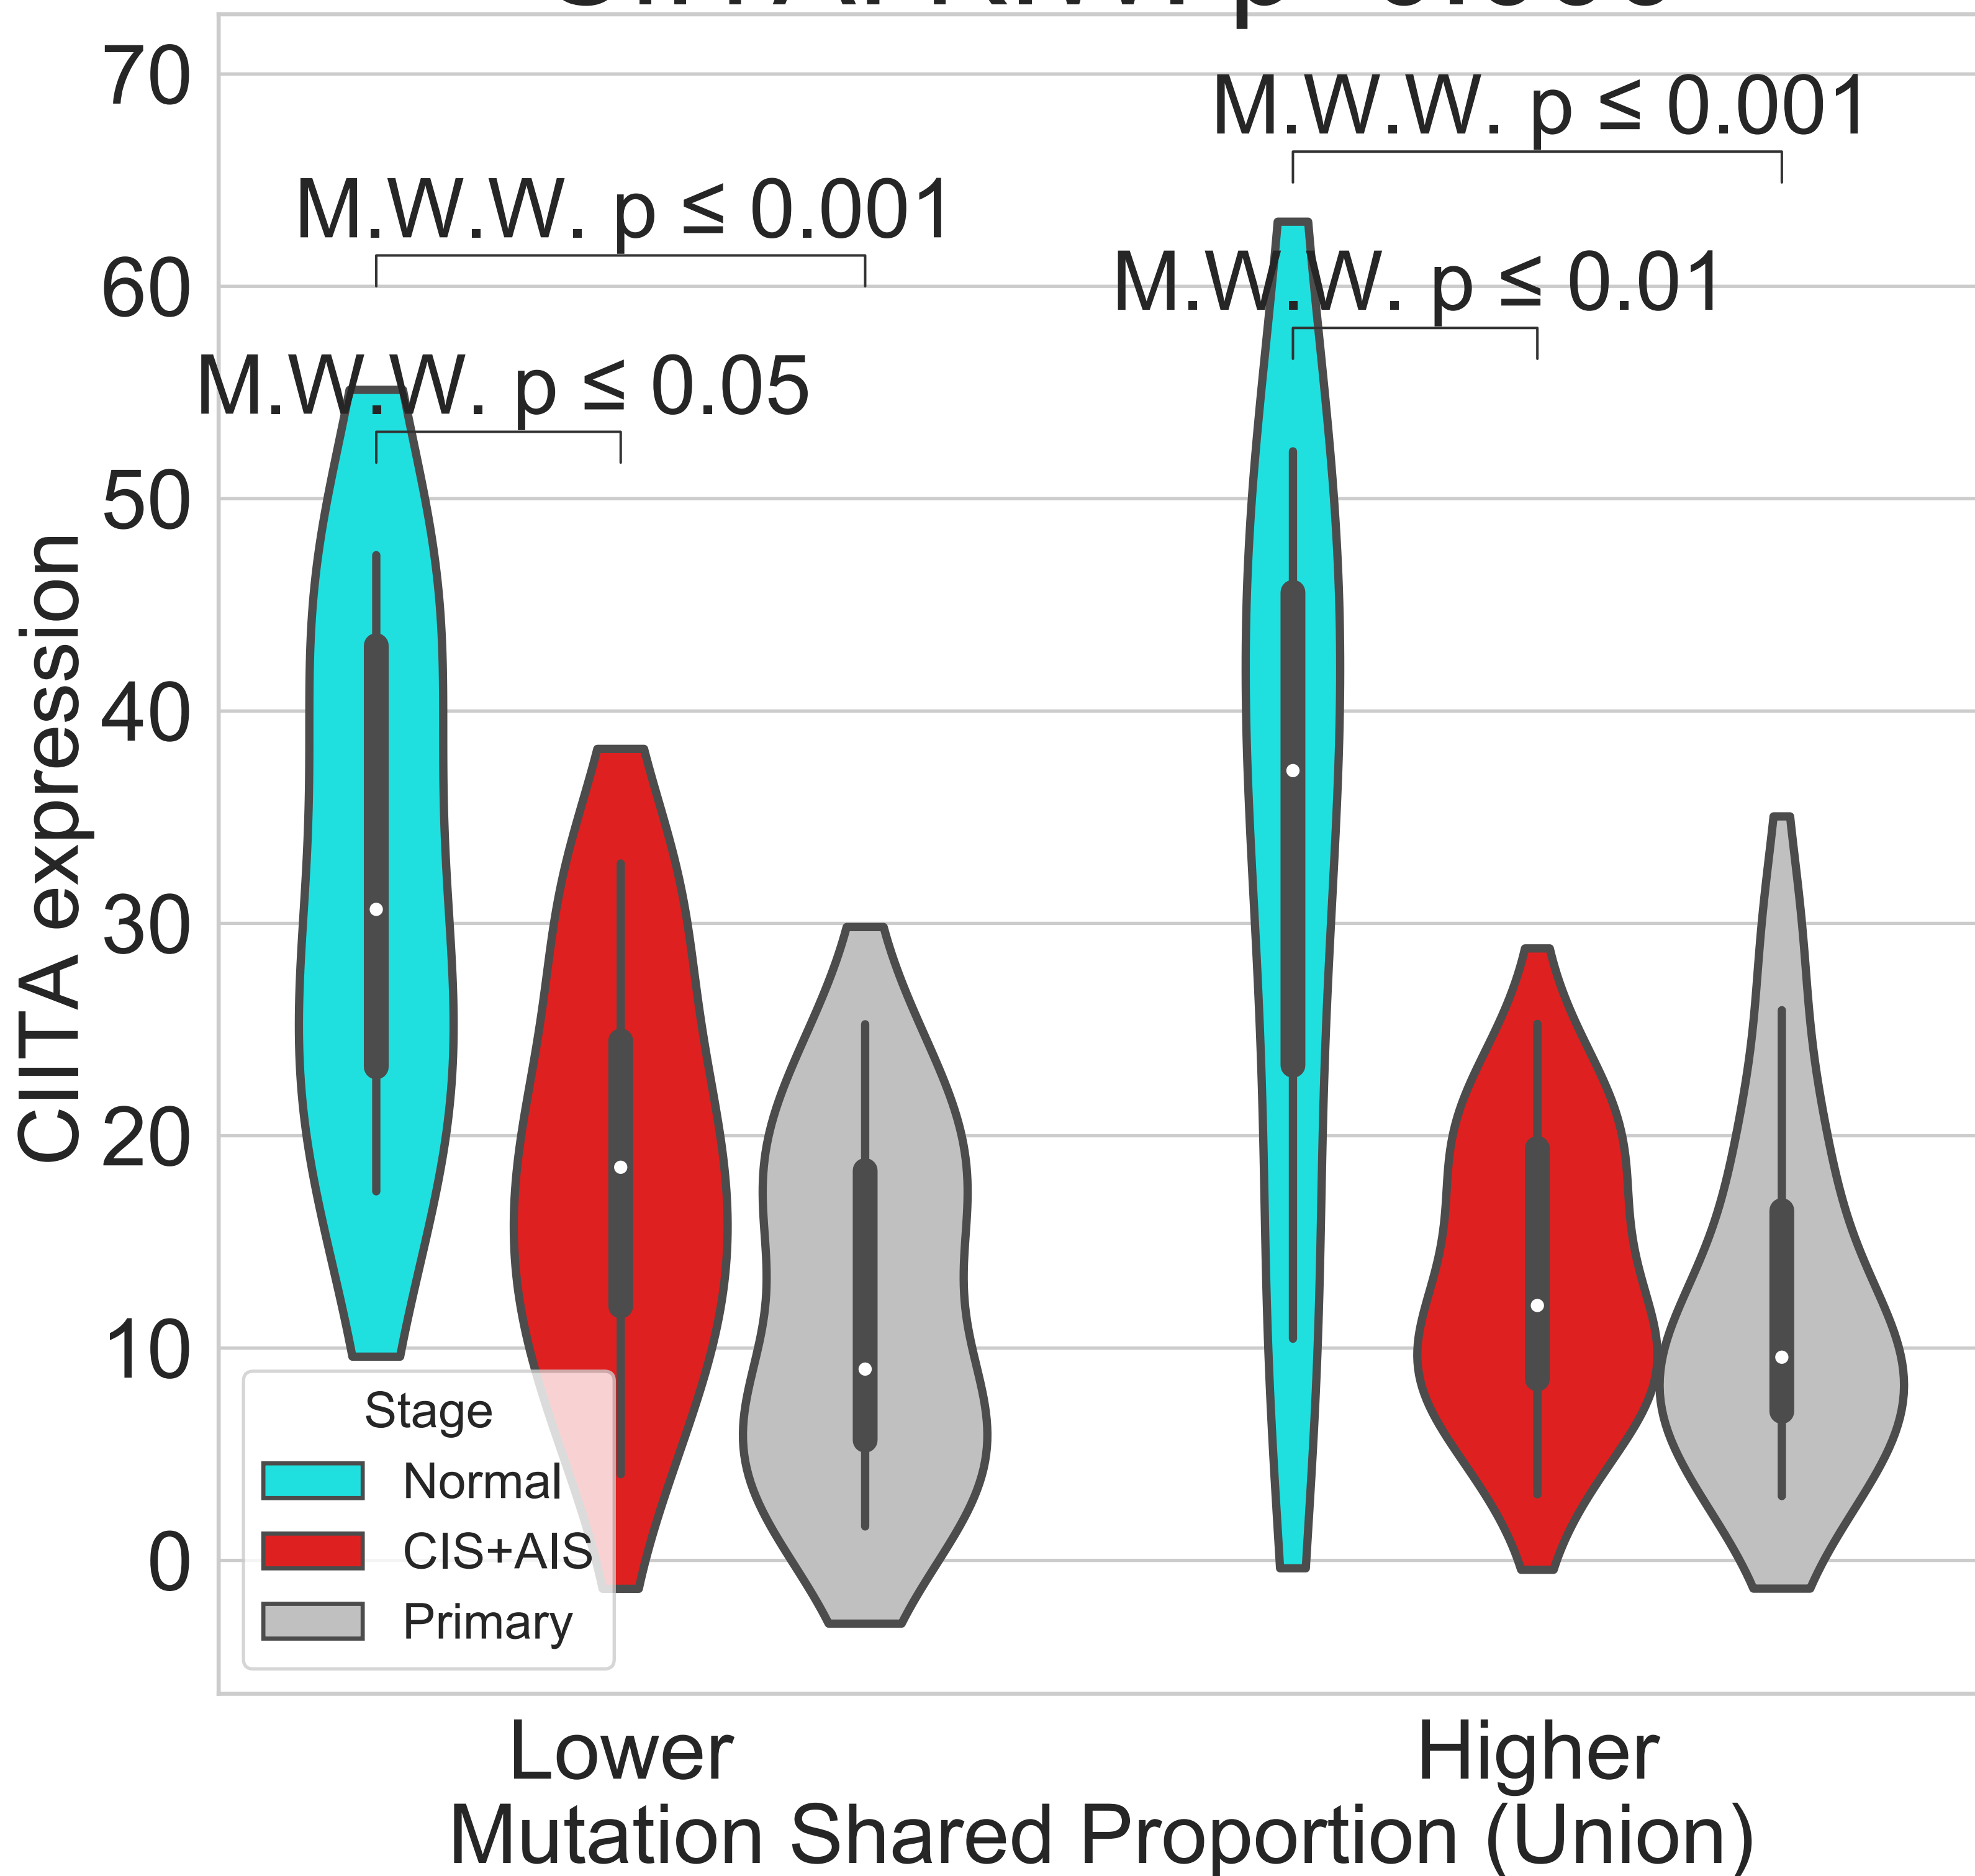 70
M.W.W. p ≤ 0.001
M.W.W. p ≤ 0.001
60
M.W.W. p ≤ 0.01
M.W.W. p ≤ 0.05
50
40
30
20
10
0
CIITA expression
Stage
Normal
CIS+AIS
Primary
Lower
Higher
Mutation Shared Proportion (Union)